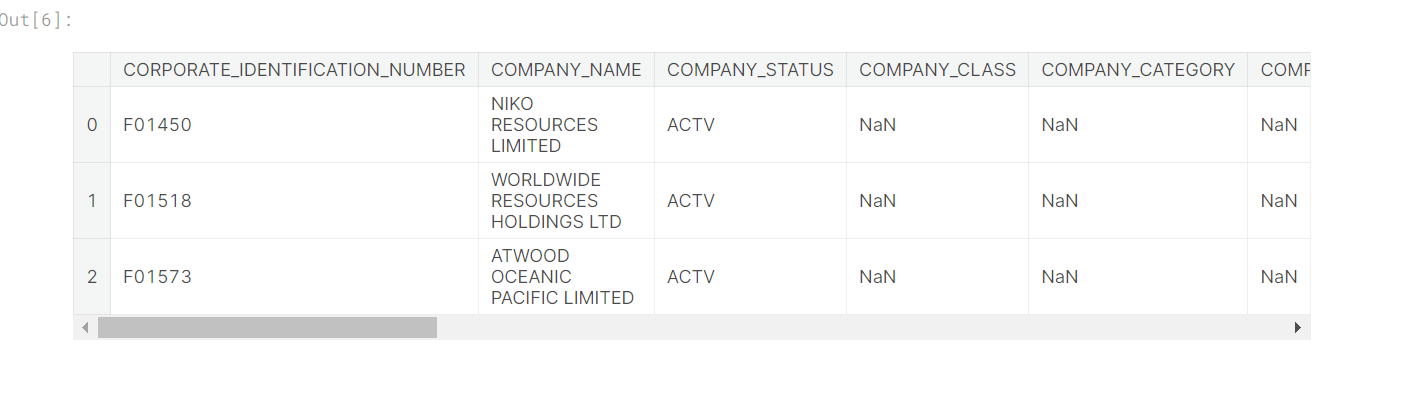 Out[6]:
CORPORATE_IDENTIFICATION_NUMBER COMPANY_NAME COMPANY_STATUS COMPANY_CLASS COMPANY_CATEGORY COMP
0 F01450 NIKO RESOURCES LIMITED ACTV NaN NaN NaN
1 F01518 WORLDWIDE RESOURCES HOLDINGS LTD ACTV NaN NaN NaN
2 F01573 ATWOOD OCEANIC PACIFIC LIMITED ACTV NaN NaN NaN